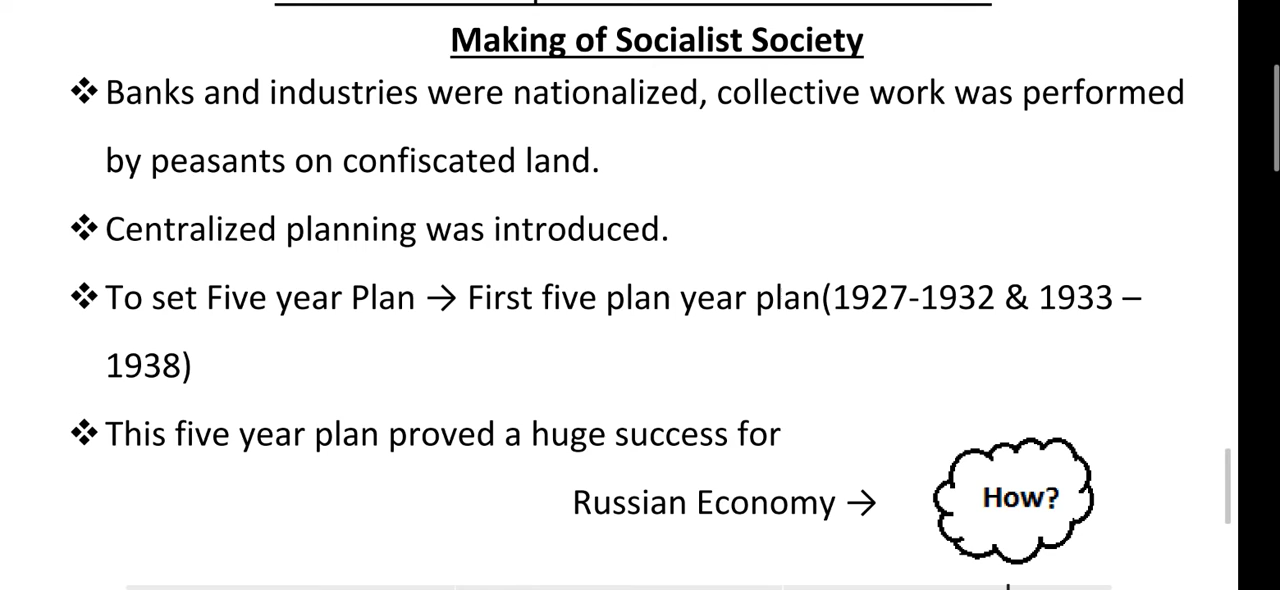 Making of Socialist Society
❖ Banks and industries were nationalized, collective work was performed
by peasants on confiscated land.
❖ Centralized planning was introduced.
❖ To set Five year Plan → First five plan year plan(1927-1932 & 1933 –
1938)
❖ This five year plan proved a huge success for
Russian Economy →
How?